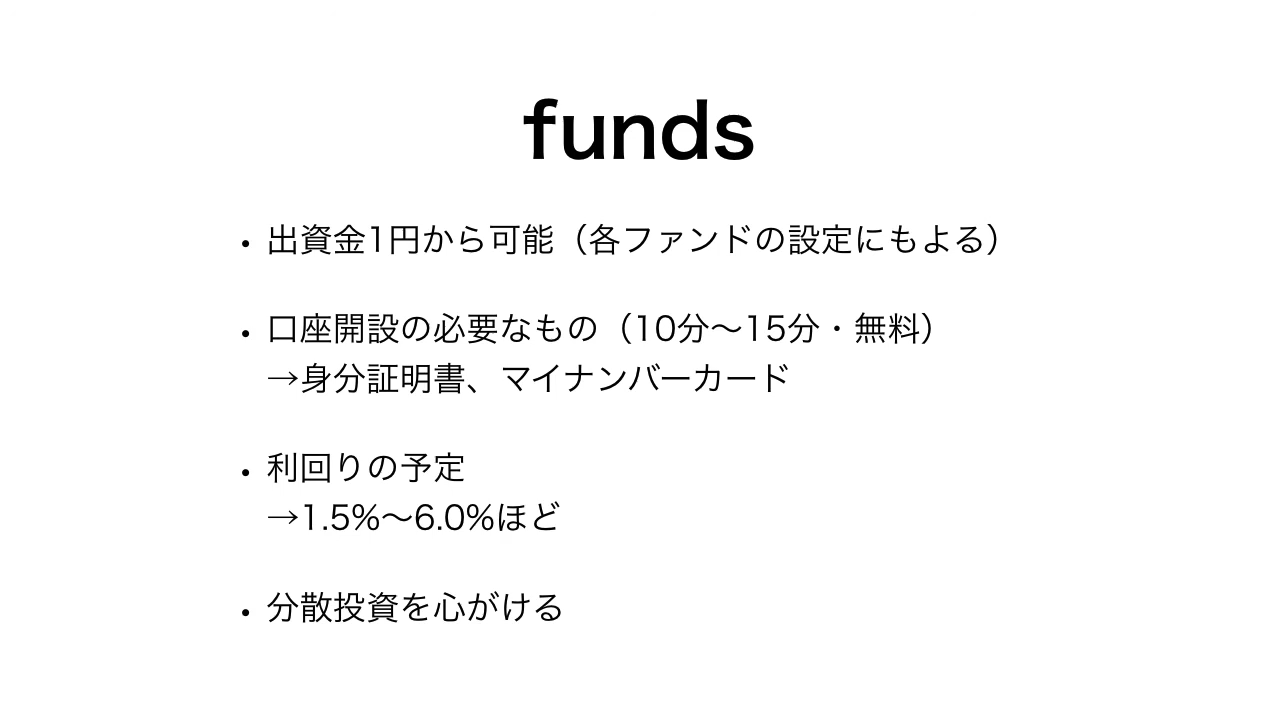 funds
• 出資金1円から可能（各ファンドの設定にもよる）
• 口座開設の必要なもの（10分〜15分・無料）
→身分証明書、マイナンバーカード
• 利回りの予定
→1.5%〜6.0%ほど
• 分散投資を心がける